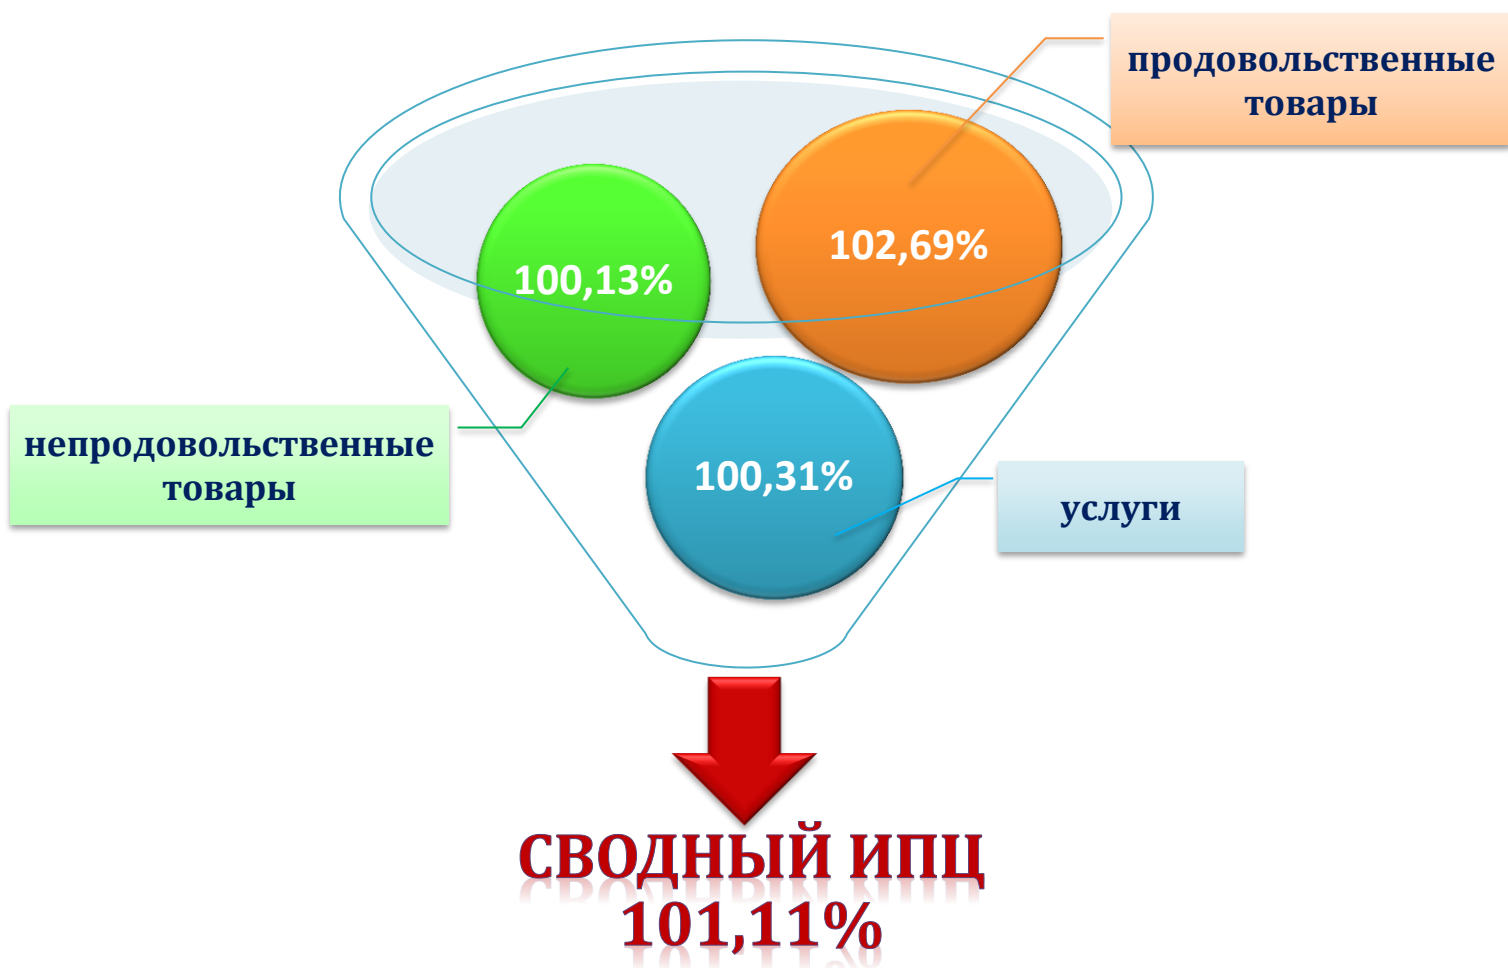 продовольственные
товары
102,69%
100,13%
непродовольственные
товары
100,31%
услуги
СВОДНЫЙ ИПЦ
101,11%